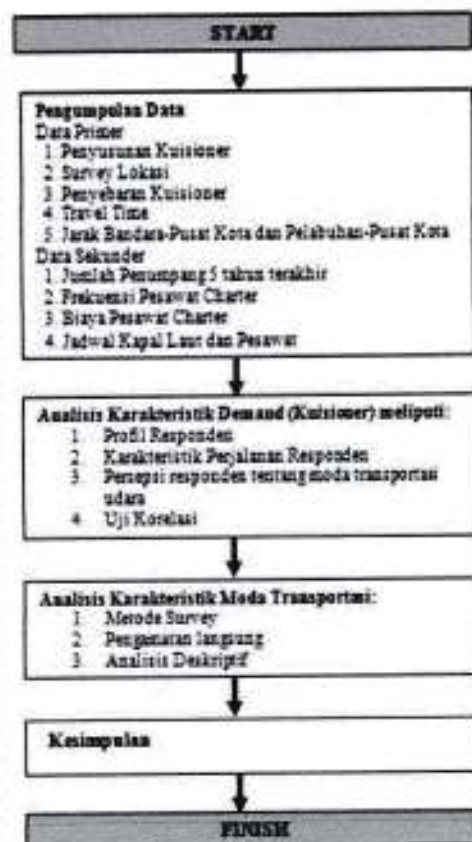 START
Pengumpulan Data
Data Primer
1. Penyusunan Kuisioner
2. Survey Lokasi
3. Penyebaran Kuisioner
4. Travel Time
5. Jarak Bandara-Pusat Kota dan Pelabuhan-Pusat Kota
Data Sekunder
1. Jumlah Penumpang 5 tahun terakhir
2. Frekuensi Pesawat Charter
3. Biaya Pesawat Charter
4. Jadwal Kapal Laut dan Pesawat
Analisis Karakteristik Demand (Kuisioner) meliputi:
1. Profil Responden
2. Karakteristik Perjalanan Responden
3. Persepsi responden tentang moda transportasi
udara
4. Uji Korelasi
Analisis Karakteristik Moda Transportasi:
1. Metode Survey
2. Pengamatan langsung
3. Analisis Deskriptif
Kesimpulan
FINISH